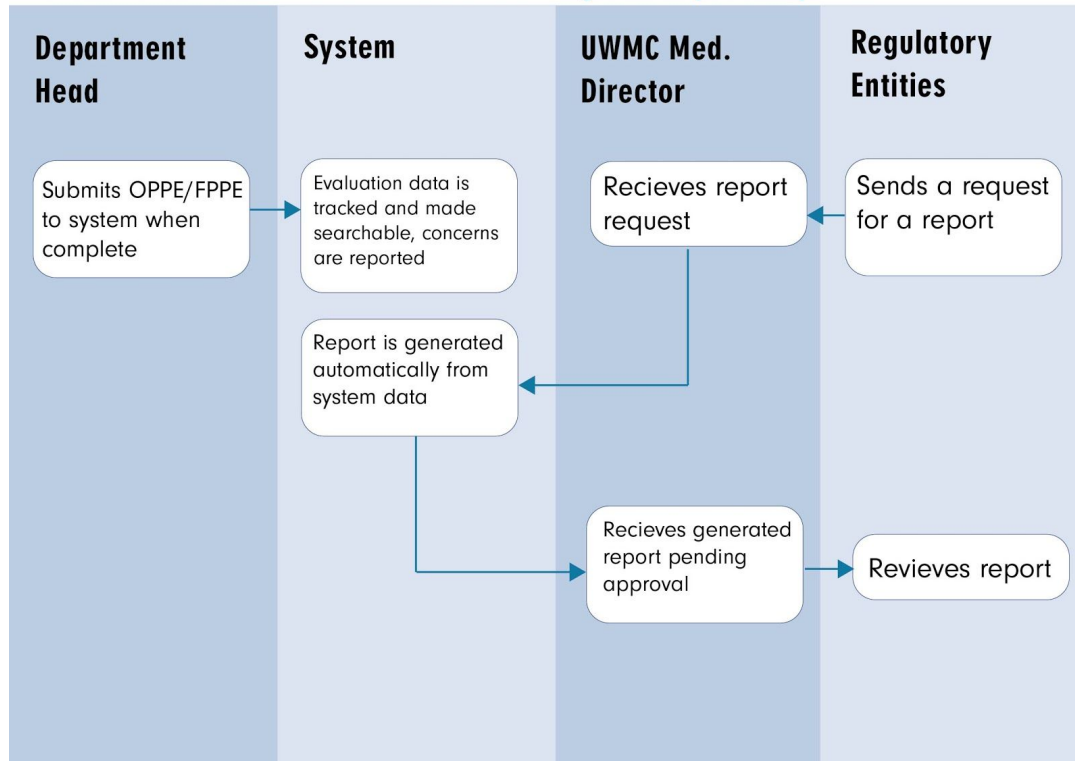 Department
Head
System
UWMC Med.
Director
Regulatory
Entities
Submits OPPE/FPPE
to system when
complete
Evaluation data is
tracked and made
searchable, concerns
are reported
Recieves report
request
Sends a request
for a report
Report is generated
automatically from
system data
Recieves generated
report pending
approval
Revieves report